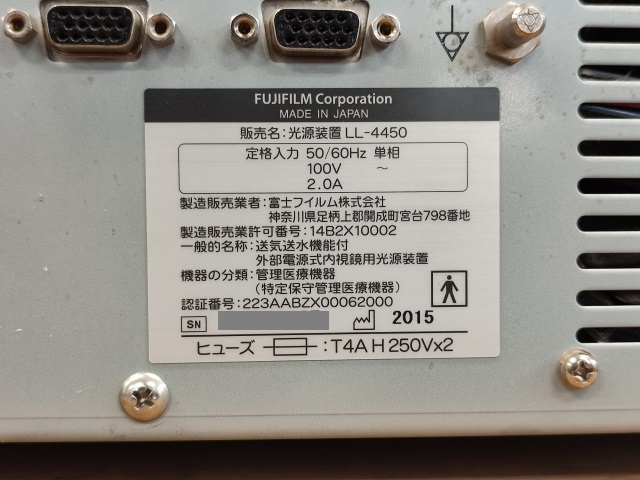 FUJIFILM Corporation
MADE IN JAPAN
販売名:光源装置 LL-4450
定格入力 50/60Hz 単相
100V ～
2.0A
製造販売業者:富士フイルム株式会社
神奈川県足柄上郡開成町宮台798番地
製造販売業許可番号:14B2X10002
一般的名称:送気送水機能付
外部電源式内視鏡用光源装置
機器の分類:管理医療機器
(特定保守管理医療機器)
認証番号:223AABZX00062000
SN 2015
ヒューズ :T4A H 250Vx2